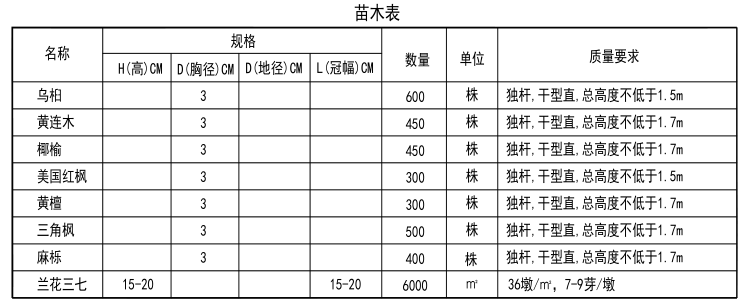 苗木表
名称 规格 数量 单位 质量要求
H(高)CM D(胸径)CM D(地径)CM L(冠幅)CM
乌桕 3 600 株 独杆,干型直,总高度不低于1.5m
黄连木 3 450 株 独杆,干型直,总高度不低于1.7m
椰榆 3 450 株 独杆,干型直,总高度不低于1.7m
美国红枫 3 300 株 独杆,干型直,总高度不低于1.5m
黄檀 3 300 株 独杆,干型直,总高度不低于1.7m
三角枫 3 500 株 独杆,干型直,总高度不低于1.7m
麻栎 3 400 株 独杆,干型直,总高度不低于1.7m
兰花三七 15-20 15-20 6000 ㎡ 36墩/㎡, 7-9芽/墩